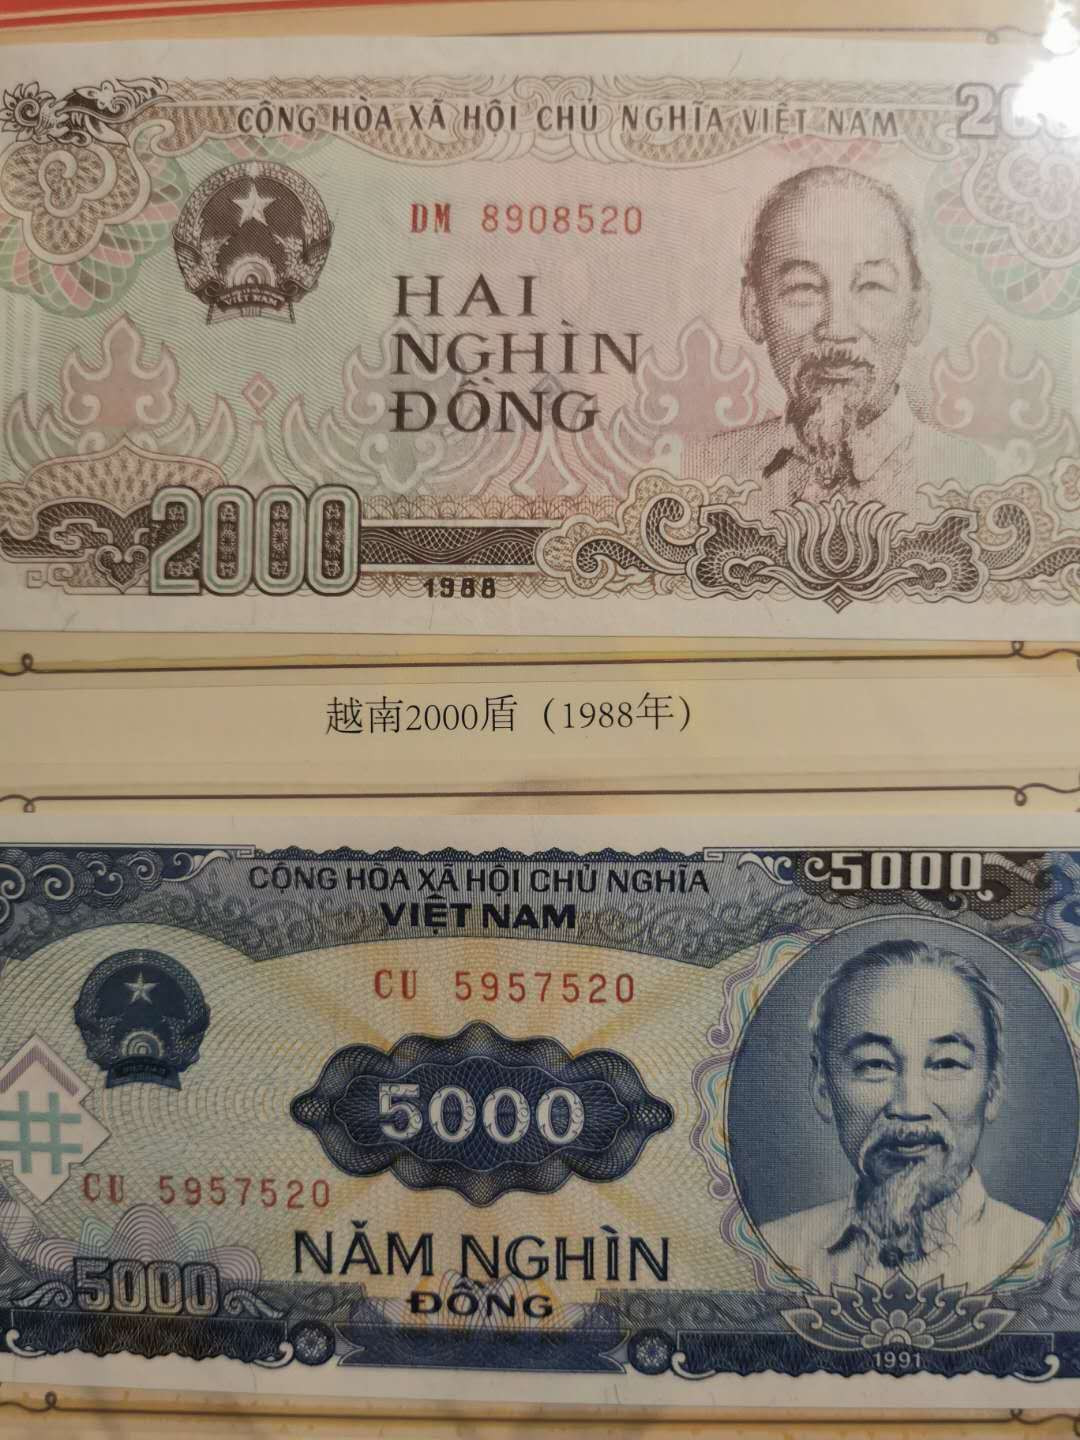 CỘNG HÒA XÃ HỘI CHỦ NGHĨA VIỆT NAM
DM 8908520
VIỆT NAM
HAI
NGHÌN
ĐỒNG
2000
1988
越南2000盾（1988年）
5000
CỘNG HÒA XÃ HỘI CHỦ NGHĨA
VIỆT NAM
CU 5957520
5000
CU 5957520
NĂM NGHÌN
ĐỒNG
5000
1991